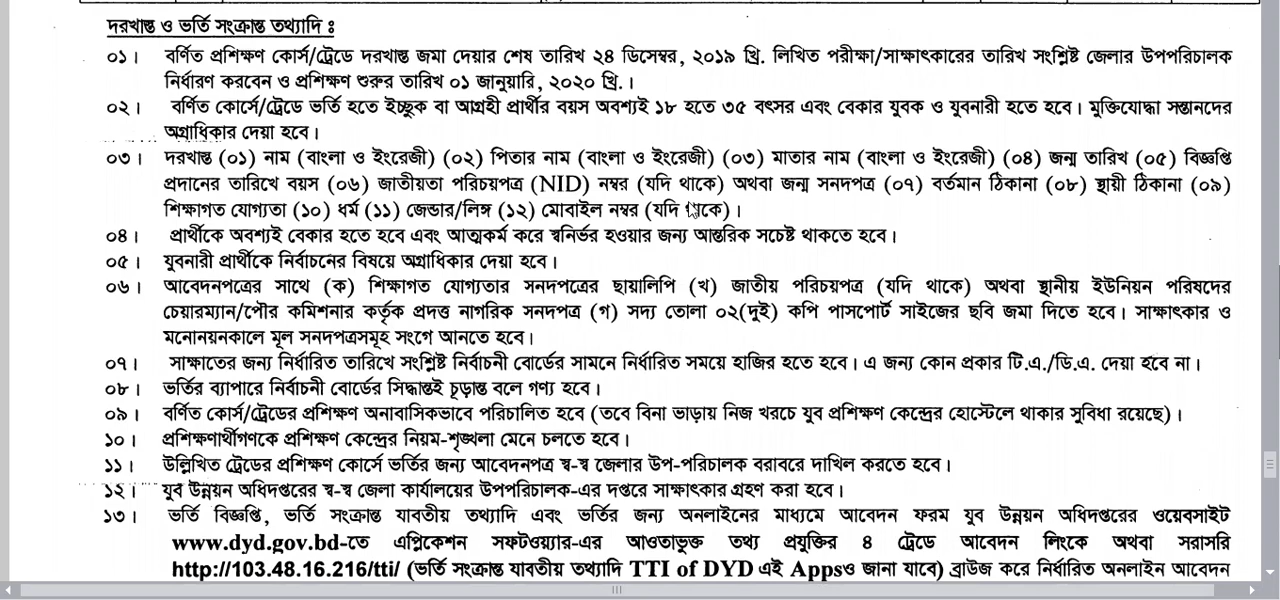 দরখাস্ত ও ভর্তি সংক্রান্ত তথ্যাদি ঃ
০১। বর্ণিত প্রশিক্ষণ কোর্স/ট্রেডে দরখাস্ত জমা দেয়ার শেষ তারিখ ২৪ ডিসেম্বর, ২০১৯ খ্রি. লিখিত পরীক্ষা/সাক্ষাৎকারের তারিখ সংশ্লিষ্ট জেলার উপপরিচালক
নির্ধারণ করবেন ও প্রশিক্ষণ শুরুর তারিখ ০১ জানুয়ারি, ২০২০ খ্রি.।
০২। বর্ণিত কোর্সে/ট্রেডে ভর্তি হতে ইচ্ছুক বা আগ্রহী প্রার্থীর বয়স অবশ্যই ১৮ হতে ৩৫ বৎসর এবং বেকার যুবক ও যুবনারী হতে হবে। মুক্তিযোদ্ধা সন্তানদের
অগ্রাধিকার দেয়া হবে।
০৩। দরখাস্ত (০১) নাম (বাংলা ও ইংরেজী) (০২) পিতার নাম (বাংলা ও ইংরেজী) (০৩) মাতার নাম (বাংলা ও ইংরেজী) (০৪) জন্ম তারিখ (০৫) বিজ্ঞপ্তি
প্রদানের তারিখে বয়স (০৬) জাতীয়তা পরিচয়পত্র (NID) নম্বর (যদি থাকে) অথবা জন্ম সনদপত্র (০৭) বর্তমান ঠিকানা (০৮) স্থায়ী ঠিকানা (০৯)
শিক্ষাগত যোগ্যতা (১০) ধর্ম (১১) জেন্ডার/লিঙ্গ (১২) মোবাইল নম্বর (যদি থাকে)।
০৪। প্রার্থীকে অবশ্যই বেকার হতে হবে এবং আত্মকর্ম করে স্বনির্ভর হওয়ার জন্য আন্তরিক সচেষ্ট থাকতে হবে।
০৫। যুবনারী প্রার্থীকে নির্বাচনের বিষয়ে অগ্রাধিকার দেয়া হবে।
০৬। আবেদনপত্রের সাথে (ক) শিক্ষাগত যোগ্যতার সনদপত্রের ছায়ালিপি (খ) জাতীয় পরিচয়পত্র (যদি থাকে) অথবা স্থানীয় ইউনিয়ন পরিষদের
চেয়ারম্যান/পৌর কমিশনার কর্তৃক প্রদত্ত নাগরিক সনদপত্র (গ) সদ্য তোলা ০২(দুই) কপি পাসপোর্ট সাইজের ছবি জমা দিতে হবে। সাক্ষাৎকার ও
মনোনয়নকালে মূল সনদপত্রসমূহ সংগে আনতে হবে।
০৭। সাক্ষাতের জন্য নির্ধারিত তারিখে সংশ্লিষ্ট নির্বাচনী বোর্ডের সামনে নির্ধারিত সময়ে হাজির হতে হবে। এ জন্য কোন প্রকার টি.এ./ডি.এ. দেয়া হবে না।
০৮। ভর্তির ব্যাপারে নির্বাচনী বোর্ডের সিদ্ধান্তই চূড়ান্ত বলে গণ্য হবে।
০৯। বর্ণিত কোর্স/ট্রেডের প্রশিক্ষণ অনাবাসিকভাবে পরিচালিত হবে (তবে বিনা ভাড়ায় নিজ খরচে যুব প্রশিক্ষণ কেন্দ্রের হোস্টেলে থাকার সুবিধা রয়েছে)।
১০। প্রশিক্ষণার্থীগণকে প্রশিক্ষণ কেন্দ্রের নিয়ম-শৃঙ্খলা মেনে চলতে হবে।
১১। উল্লিখিত ট্রেডের প্রশিক্ষণ কোর্সে ভর্তির জন্য আবেদনপত্র স্ব-স্ব জেলার উপ-পরিচালক বরাবরে দাখিল করতে হবে।
১২। যুব উন্নয়ন অধিদপ্তরের স্ব-স্ব জেলা কার্যালয়ের উপপরিচালক-এর দপ্তরে সাক্ষাৎকার গ্রহণ করা হবে।
১৩। ভর্তি বিজ্ঞপ্তি, ভর্তি সংক্রান্ত যাবতীয় তথ্যাদি এবং ভর্তির জন্য অনলাইনের মাধ্যমে আবেদন ফরম যুব উন্নয়ন অধিদপ্তরের ওয়েবসাইট
www.dyd.gov.bd-তে এপ্লিকেশন সফটওয়্যার-এর আওতাভুক্ত তথ্য প্রযুক্তির ৪ ট্রেডে আবেদন লিংকে অথবা সরাসরি
http://103.48.16.216/tti/ (ভর্তি সংক্রান্ত যাবতীয় তথ্যাদি TTI of DYD এই Appsও জানা যাবে) ব্রাউজ করে নির্ধারিত অনলাইন আবেদন